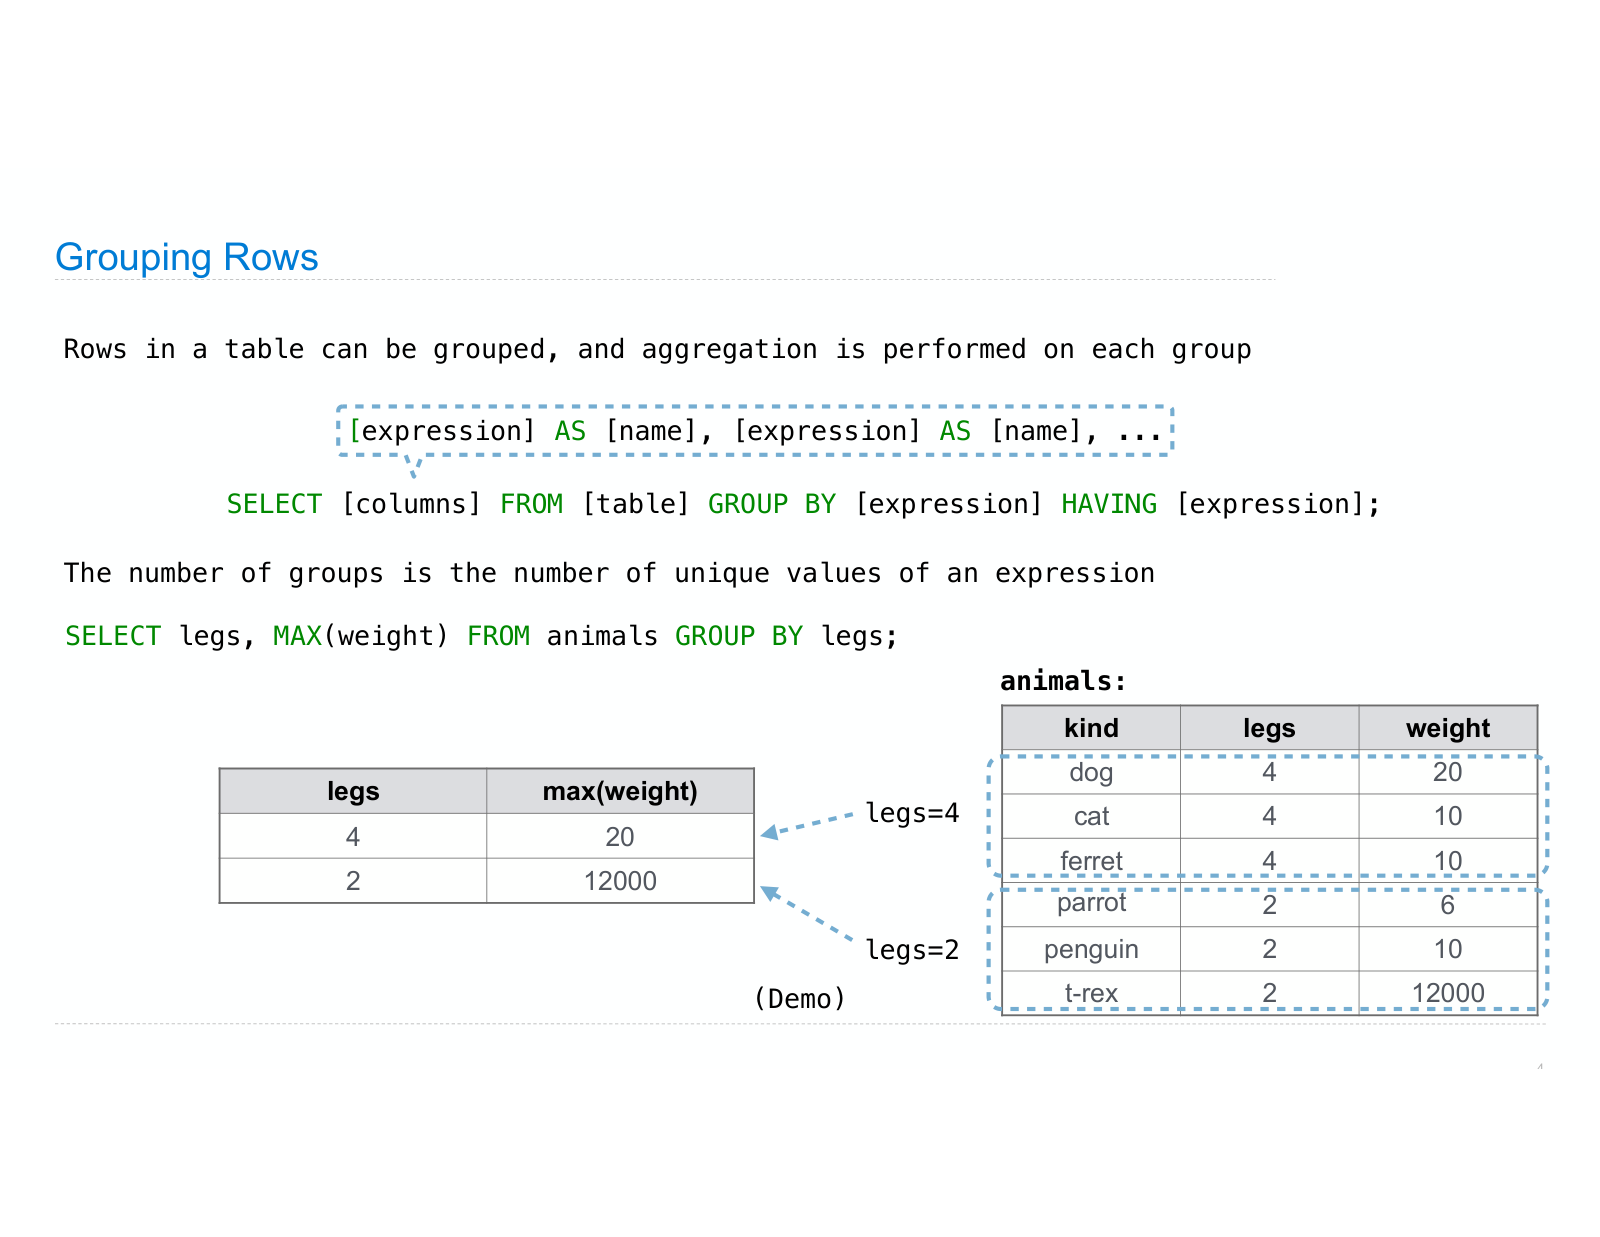 Grouping Rows
Rows in a table can be grouped, and aggregation is performed on each group
[expression] AS [name], [expression] AS [name], ...
SELECT [columns] FROM [table] GROUP BY [expression] HAVING [expression];
The number of groups is the number of unique values of an expression
SELECT legs, MAX(weight) FROM animals GROUP BY legs;
animals:
kind legs weight
dog 4 20
cat 4 10
ferret 4 10
parrot 2 6
penguin 2 10
t-rex 2 12000
legs max(weight)
4 20
2 12000
legs=4
legs=2
(Demo)